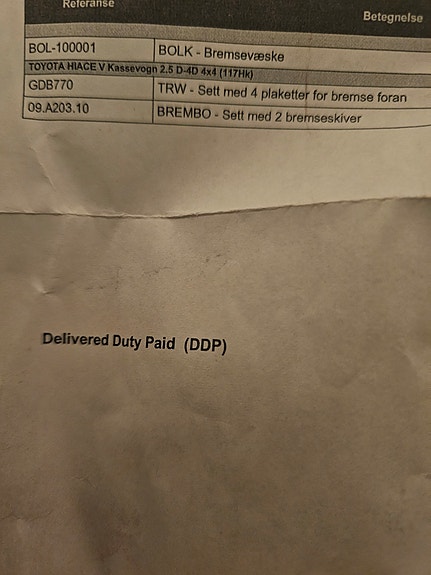 Referanse
Betegnelse
BOL-100001 BOLK - Bremsevæske
TOYOTA HIACE V Kassevogn 2.5 D-4D 4x4 (117Hk)
GDB770 TRW - Sett med 4 plaketter for bremse foran
09.A203.10 BREMBO - Sett med 2 bremseskiver
Delivered Duty Paid (DDP)